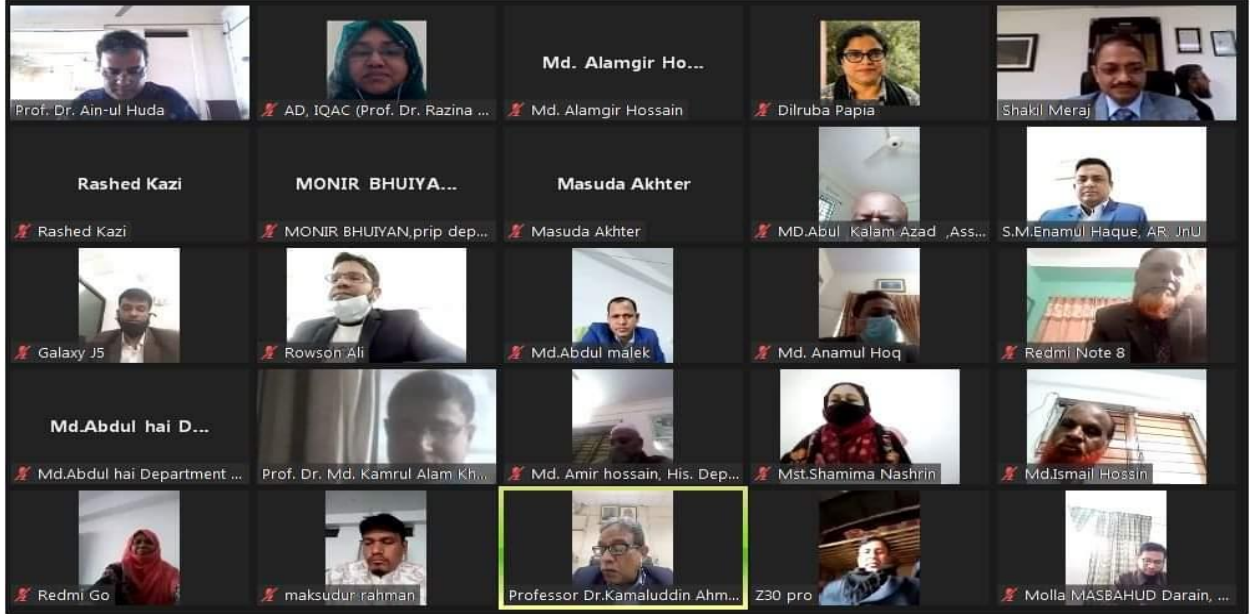 Prof. Dr. Ain-ul Huda
AD, IQAC (Prof. Dr. Razina ...
Md. Alamgir Ho...
Md. Alamgir Hossain
Dilruba Papia
Shakil Meraj
Rashed Kazi
Rashed Kazi
MONIR BHUIYA...
MONIR BHUIYAN,prip dep...
Masuda Akhter
Masuda Akhter
MD.Abul Kalam Azad ,Ass...
S.M.Enamul Haque, AR, JnU
Galaxy J5
Rowson Ali
Md.Abdul malek
Md. Anamul Hoq
Redmi Note 8
Md.Abdul hai D...
Md.Abdul hai Department ...
Prof. Dr. Md. Kamrul Alam Kh...
Md. Amir hossain, His. Dep...
Mst.Shamima Nashrin
Md.Ismail Hossin
Redmi Go
maksudur rahman
Professor Dr.Kamaluddin Ahm...
Z30 pro
Molla MASBAHUD Darain, ...